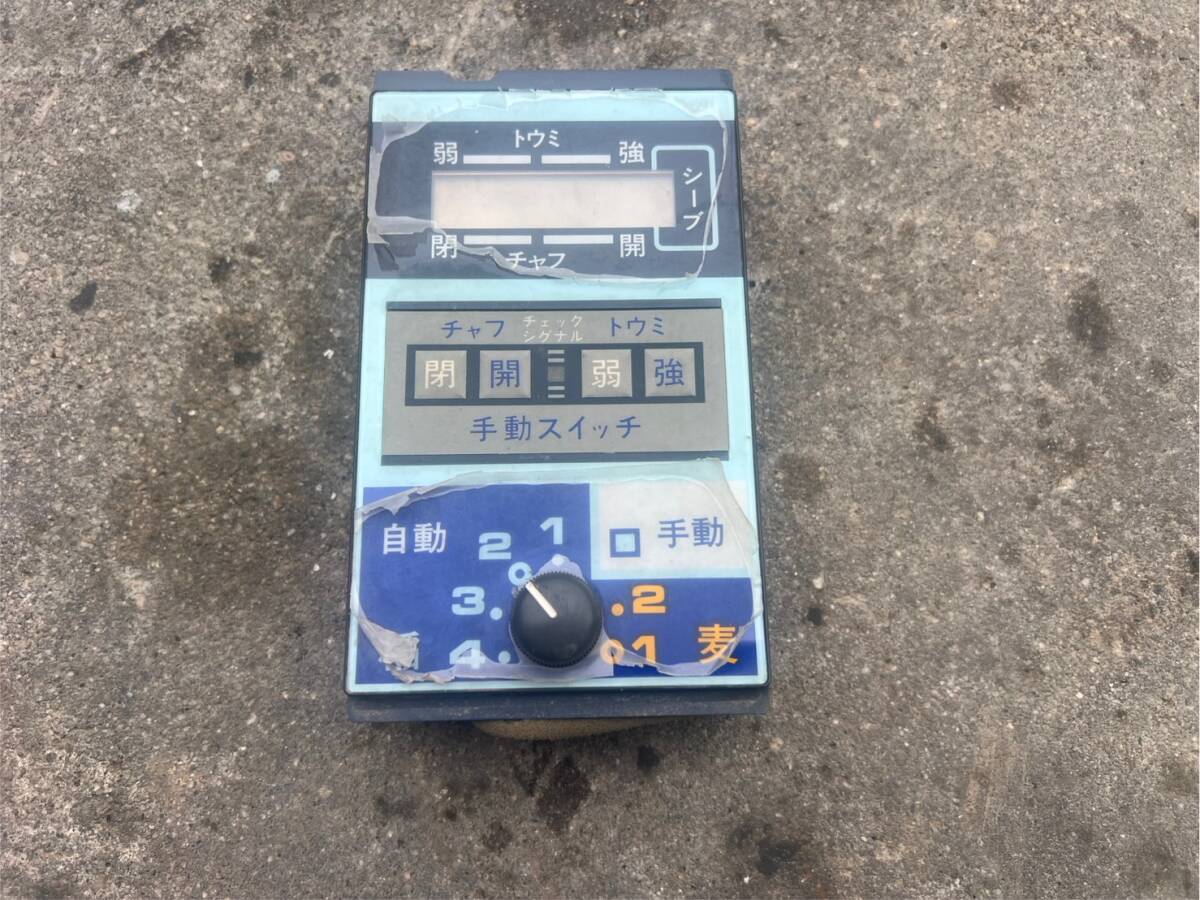 トウミ
弱 強
シーブ
閉 開
チャフ
チャフ チェック シグナル トウミ
閉 開 弱 強
手動スイッチ
自動 2 1 手動
3 2
4 1 麦